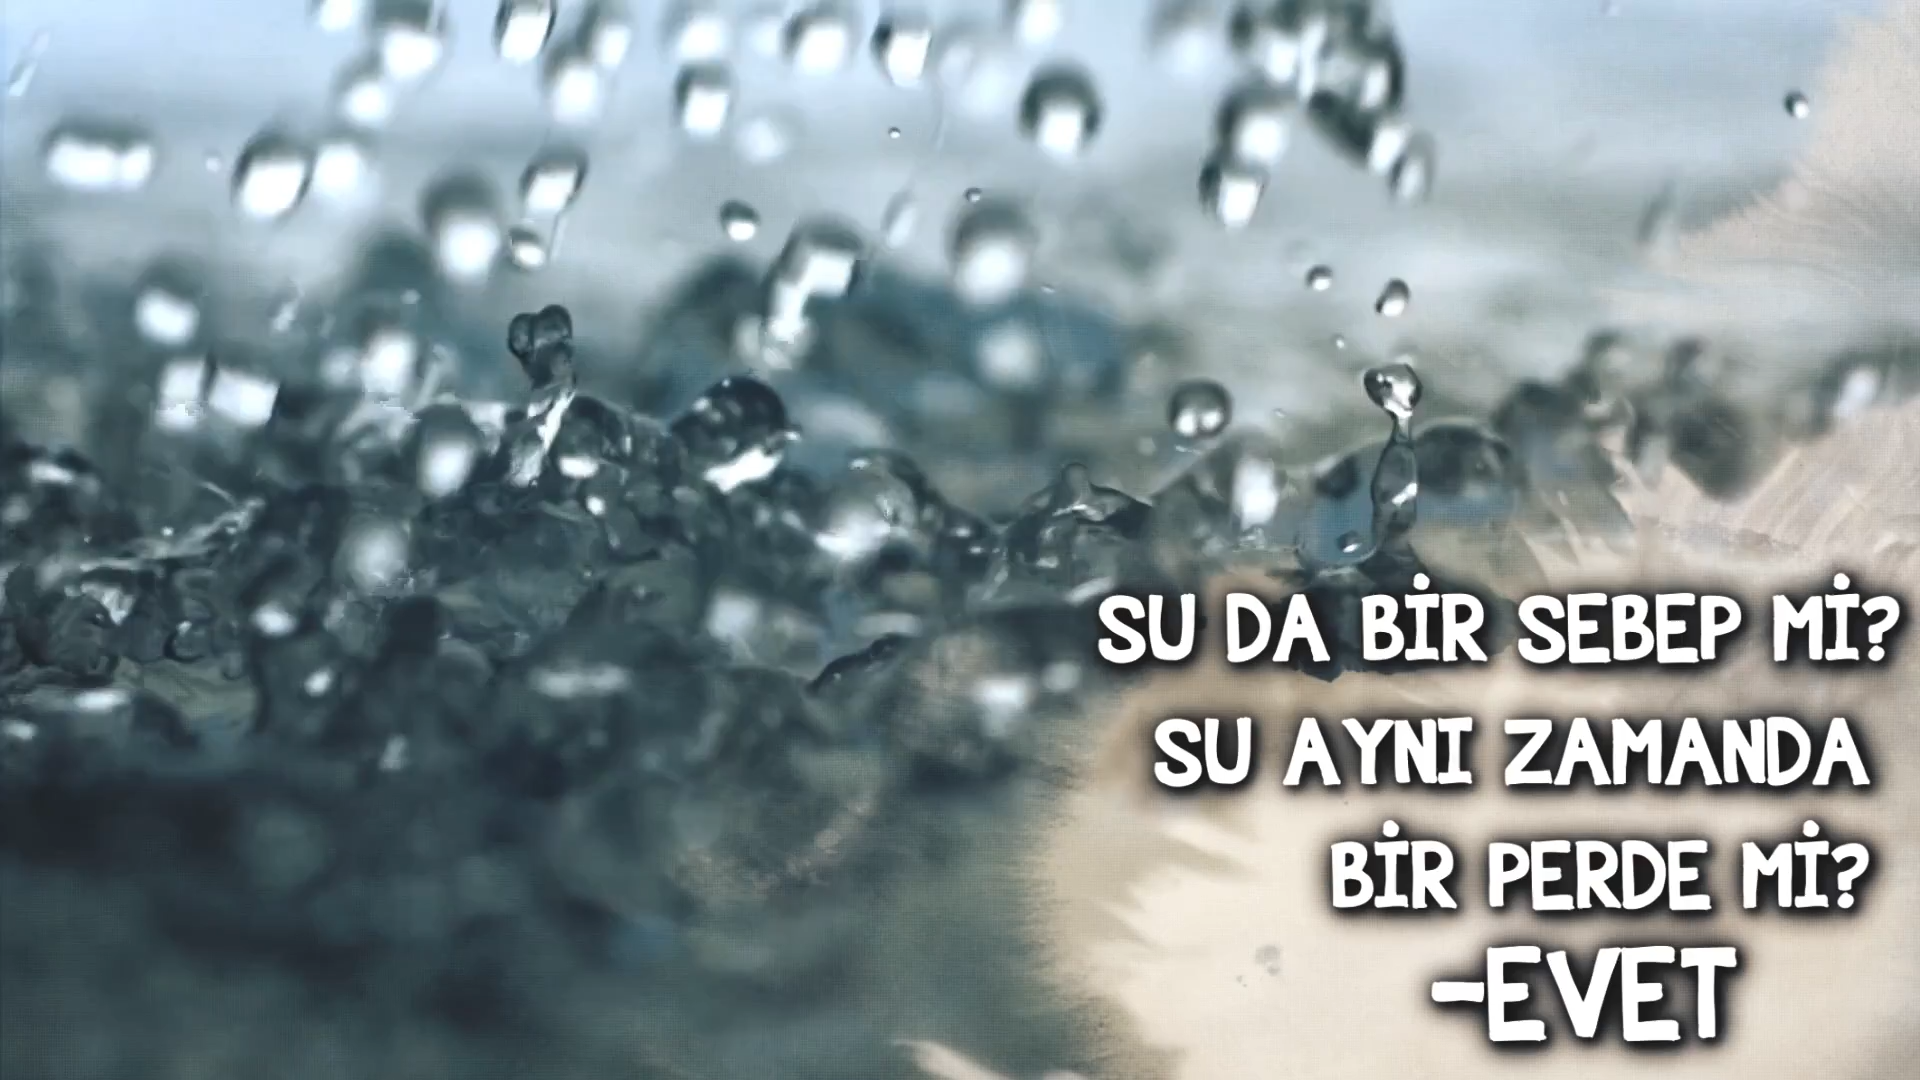 SU DA BİR SEBEP Mİ?
SU AYNI ZAMANDA
BİR PERDE Mİ?
-EVET